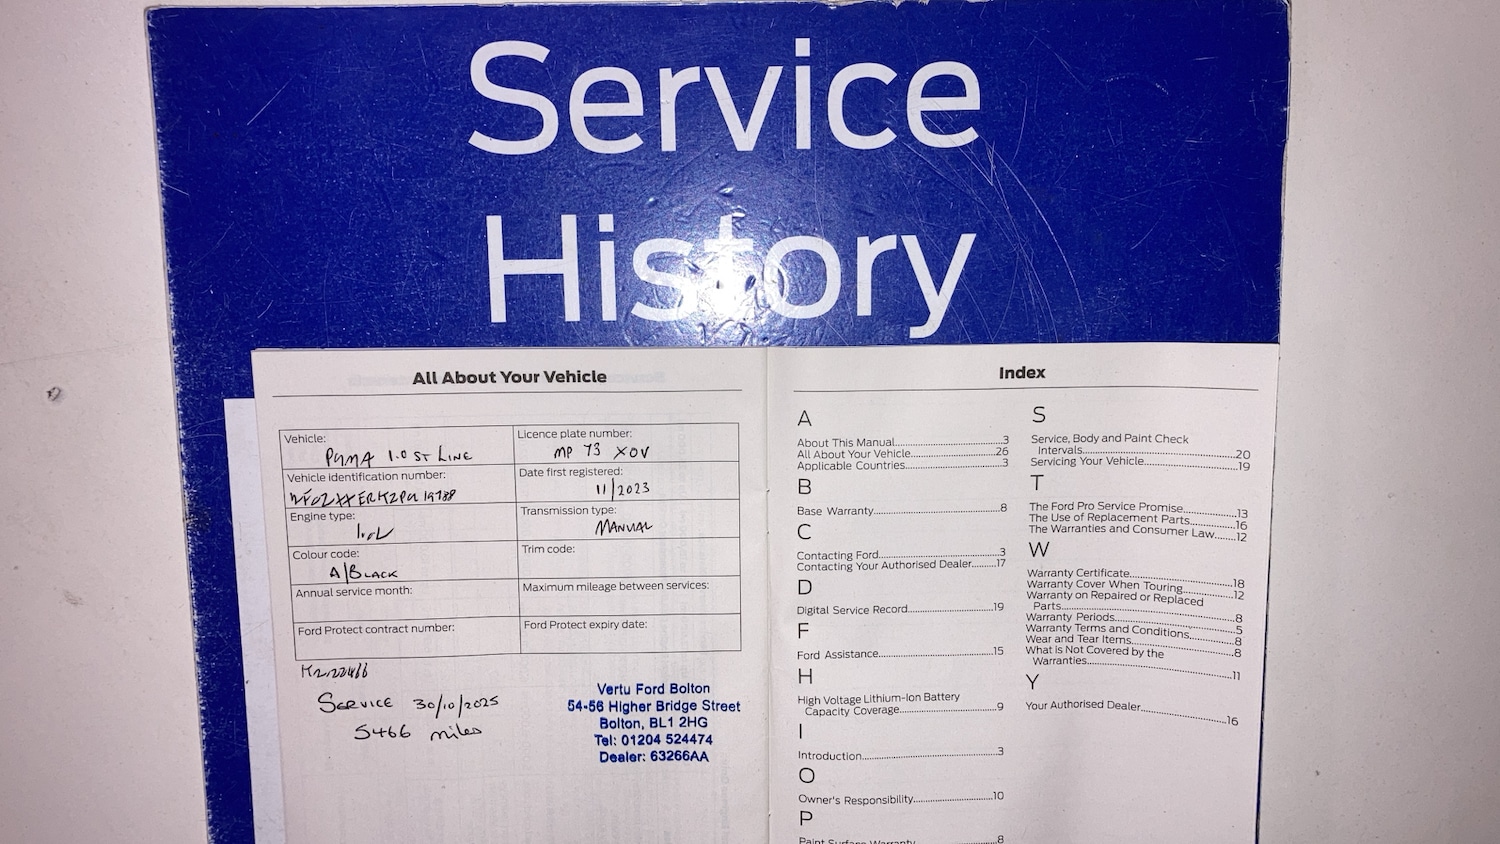 Service
History
All About Your Vehicle
Vehicle:
PUMA 1.0 ST LINE
Licence plate number:
MP 73 XOV
Vehicle identification number:
Date first registered:
11/2023
Engine type:
Transmission type:
MANUAL
Colour code:
A/BLACK
Trim code:
Annual service month:
Maximum mileage between services:
Ford Protect contract number:
Ford Protect expiry date:
SERVICE 30/10/2025
5466 miles
Vertu Ford Bolton
54-56 Higher Bridge Street
Bolton, BL1 2HG
Tel: 01204 524474
Dealer: 63266AA
Index
A
About This Manual..........3
All About Your Vehicle..........26
Applicable Countries..........3
B
Base Warranty..........8
C
Contacting Ford..........3
Contacting Your Authorised Dealer..........17
D
Digital Service Record..........19
F
Ford Assistance..........15
H
High Voltage Lithium-Ion Battery
Capacity Coverage..........9
I
Introduction..........3
O
Owner's Responsibility..........10
P
Paint Surface Warranty..........8
S
Service, Body and Paint Check
Intervals..........20
Servicing Your Vehicle..........19
T
The Ford Pro Service Promise..........13
The Use of Replacement Parts..........16
The Warranties and Consumer Law..........12
W
Warranty Certificate..........18
Warranty Cover When Touring..........12
Warranty on Repaired or Replaced
Parts..........8
Warranty Periods..........5
Warranty Terms and Conditions..........8
Wear and Tear Items..........8
What is Not Covered by the
Warranties..........11
Y
Your Authorised Dealer..........16